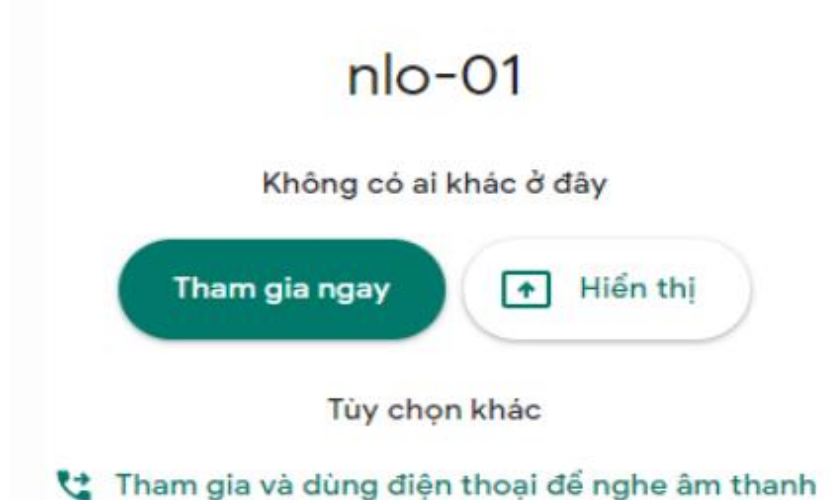 nlo-01
Không có ai khác ở đây
Tham gia ngay
Hiển thị
Tùy chọn khác
Tham gia và dùng điện thoại để nghe âm thanh